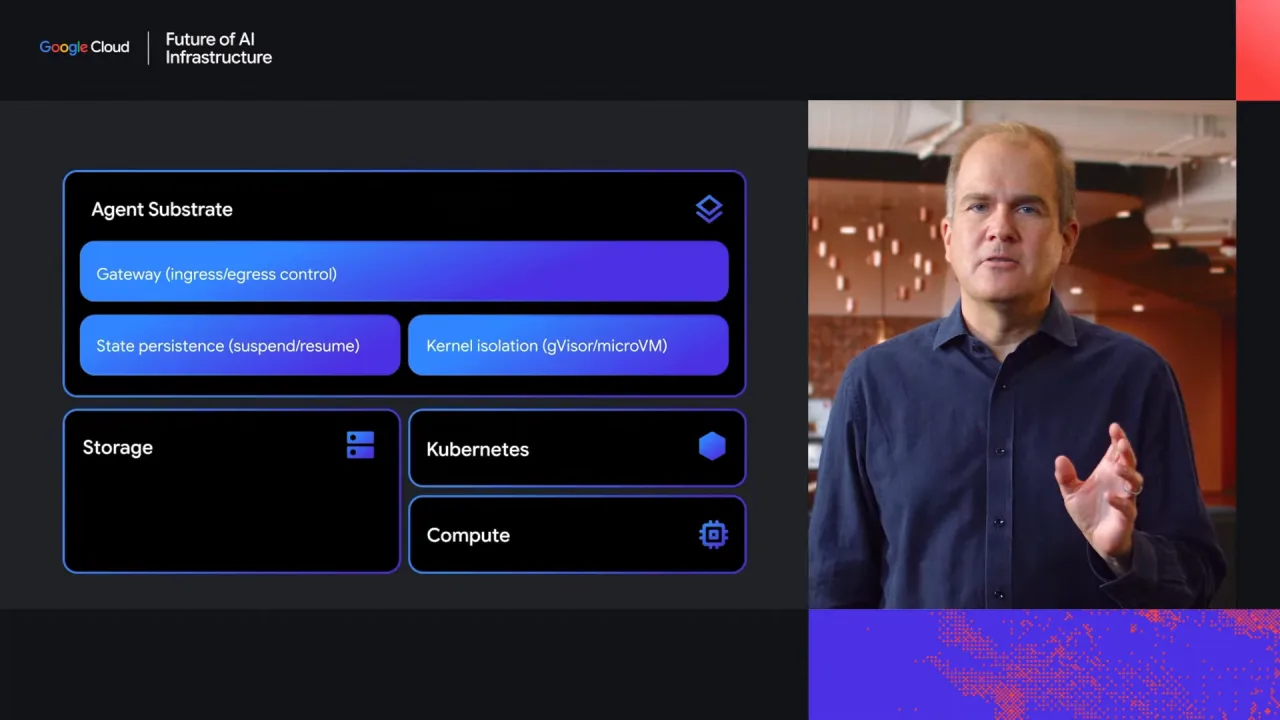 Google Cloud
Future of AI
Infrastructure
Agent Substrate
Gateway (ingress/egress control)
State persistence (suspend/resume)
Kernel isolation (gVisor/microVM)
Storage
Kubernetes
Compute